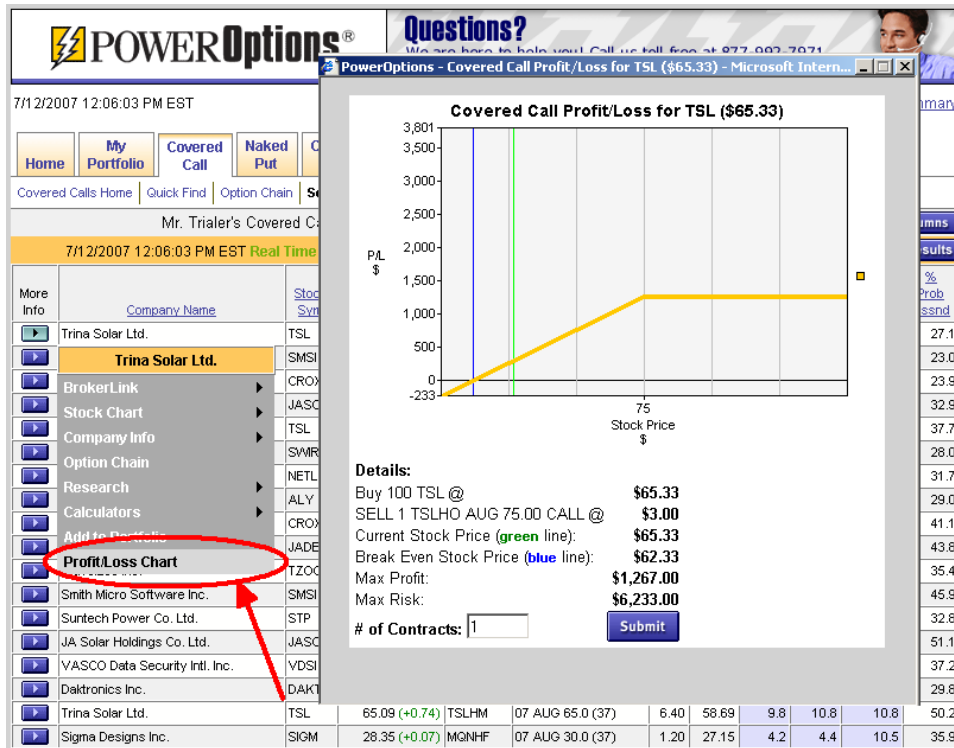 POWEROptions®
Questions?
We are here to help you! Call us toll free at 877-992-7971
PowerOptions - Covered Call Profit/Loss for TSL ($65.33) - Microsoft Intern...
7/12/2007 12:06:03 PM EST
Home
My Portfolio
Covered Call
Naked Put
Covered Calls Home | Quick Find | Option Chain
Mr. Trialer's Covered
7/12/2007 12:06:03 PM EST Real Time
More Info
Company Name
%
Prob
Trina Solar Ltd. TSL 27.1
SMSI 23.0
CROX 23.9
JASO 32.9
TSL 37.7
SWIR 28.0
NETL 31.7
ALY 29.0
CROX 41.1
JADE 43.8
TZOO 35.4
Smith Micro Software Inc. SMSI 45.9
Suntech Power Co. Ltd. STP 32.8
JA Solar Holdings Co. Ltd. JASO 51.1
VASCO Data Security Intl. Inc. VDSI 37.2
Daktronics Inc. DAKT 29.8
Trina Solar Ltd. TSL 65.09 (+0.74) TSLHM 07 AUG 65.0 (37) 6.40 58.69 9.8 10.8 10.8 50.2
Sigma Designs Inc. SIGM 28.35 (+0.07) MQNHF 07 AUG 30.0 (37) 1.20 27.15 4.2 4.4 10.5 35.9
Trina Solar Ltd.
BrokerLink
Stock Chart
Company Info
Option Chain
Research
Calculators
Add to Portfolio
Profit/Loss Chart
Covered Call Profit/Loss for TSL ($65.33)
3,801
3,500
3,000
2,500
2,000
1,500
1,000
500
0
-233
P/L
$
75
Stock Price
$
Details:
Buy 100 TSL @ $65.33
SELL 1 TSLHO AUG 75.00 CALL @ $3.00
Current Stock Price (green line): $65.33
Break Even Stock Price (blue line): $62.33
Max Profit: $1,267.00
Max Risk: $6,233.00
# of Contracts: 1 Submit